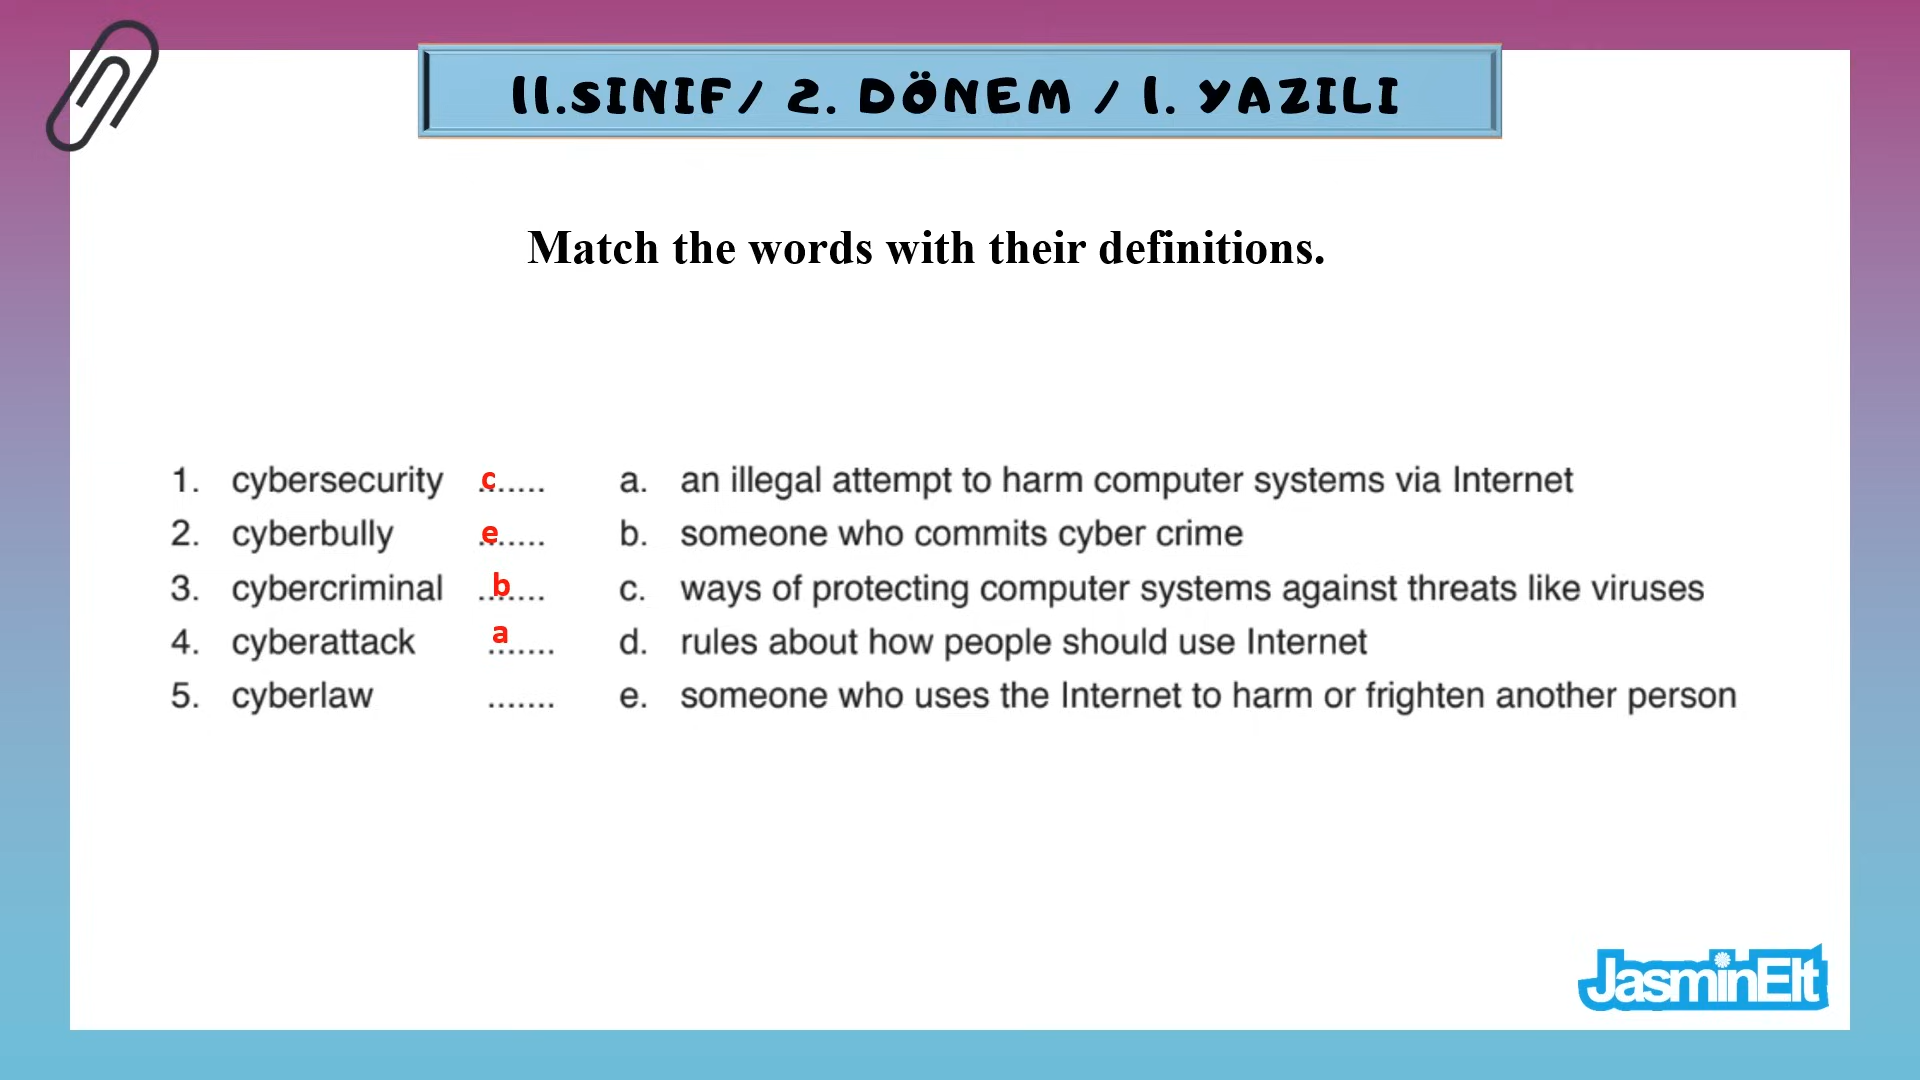 11.SINIF/ 2. DÖNEM / 1. YAZILI
Match the words with their definitions.
1. cybersecurity c....... a. an illegal attempt to harm computer systems via Internet
2. cyberbully e....... b. someone who commits cyber crime
3. cybercriminal b....... c. ways of protecting computer systems against threats like viruses
4. cyberattack a....... d. rules about how people should use Internet
5. cyberlaw ....... e. someone who uses the Internet to harm or frighten another person
JasminElt